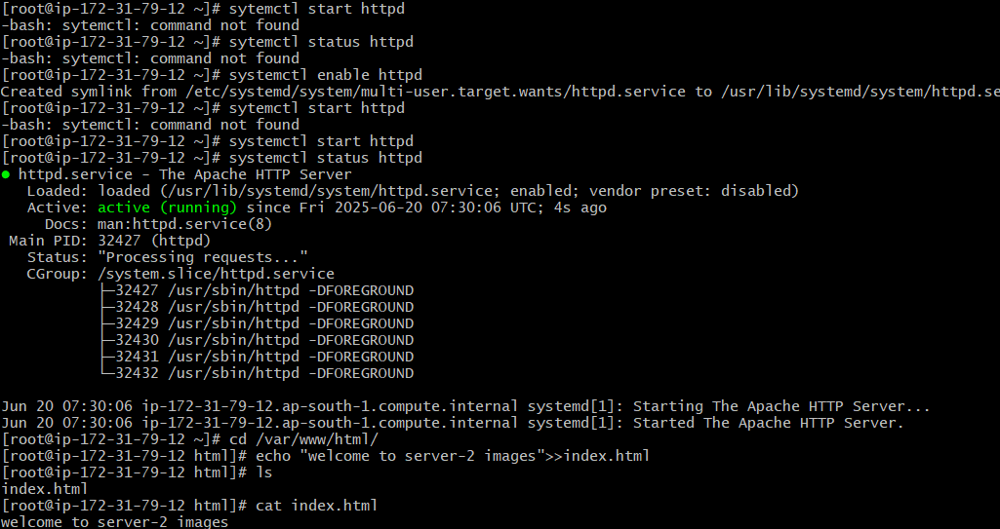 [root@ip-172-31-79-12 ~]# sytemctl start httpd
-bash: sytemctl: command not found
[root@ip-172-31-79-12 ~]# sytemctl status httpd
-bash: sytemctl: command not found
[root@ip-172-31-79-12 ~]# systemctl enable httpd
Created symlink from /etc/systemd/system/multi-user.target.wants/httpd.service to /usr/lib/systemd/system/httpd.se
[root@ip-172-31-79-12 ~]# sytemctl start httpd
-bash: sytemctl: command not found
[root@ip-172-31-79-12 ~]# systemctl start httpd
[root@ip-172-31-79-12 ~]# systemctl status httpd
● httpd.service - The Apache HTTP Server
   Loaded: loaded (/usr/lib/systemd/system/httpd.service; enabled; vendor preset: disabled)
   Active: active (running) since Fri 2025-06-20 07:30:06 UTC; 4s ago
     Docs: man:httpd.service(8)
 Main PID: 32427 (httpd)
   Status: "Processing requests..."
   CGroup: /system.slice/httpd.service
           ├─32427 /usr/sbin/httpd -DFOREGROUND
           ├─32428 /usr/sbin/httpd -DFOREGROUND
           ├─32429 /usr/sbin/httpd -DFOREGROUND
           ├─32430 /usr/sbin/httpd -DFOREGROUND
           ├─32431 /usr/sbin/httpd -DFOREGROUND
           └─32432 /usr/sbin/httpd -DFOREGROUND
Jun 20 07:30:06 ip-172-31-79-12.ap-south-1.compute.internal systemd[1]: Starting The Apache HTTP Server...
Jun 20 07:30:06 ip-172-31-79-12.ap-south-1.compute.internal systemd[1]: Started The Apache HTTP Server.
[root@ip-172-31-79-12 ~]# cd /var/www/html/
[root@ip-172-31-79-12 html]# echo "welcome to server-2 images">>index.html
[root@ip-172-31-79-12 html]# ls
index.html
[root@ip-172-31-79-12 html]# cat index.html
welcome to server-2 images